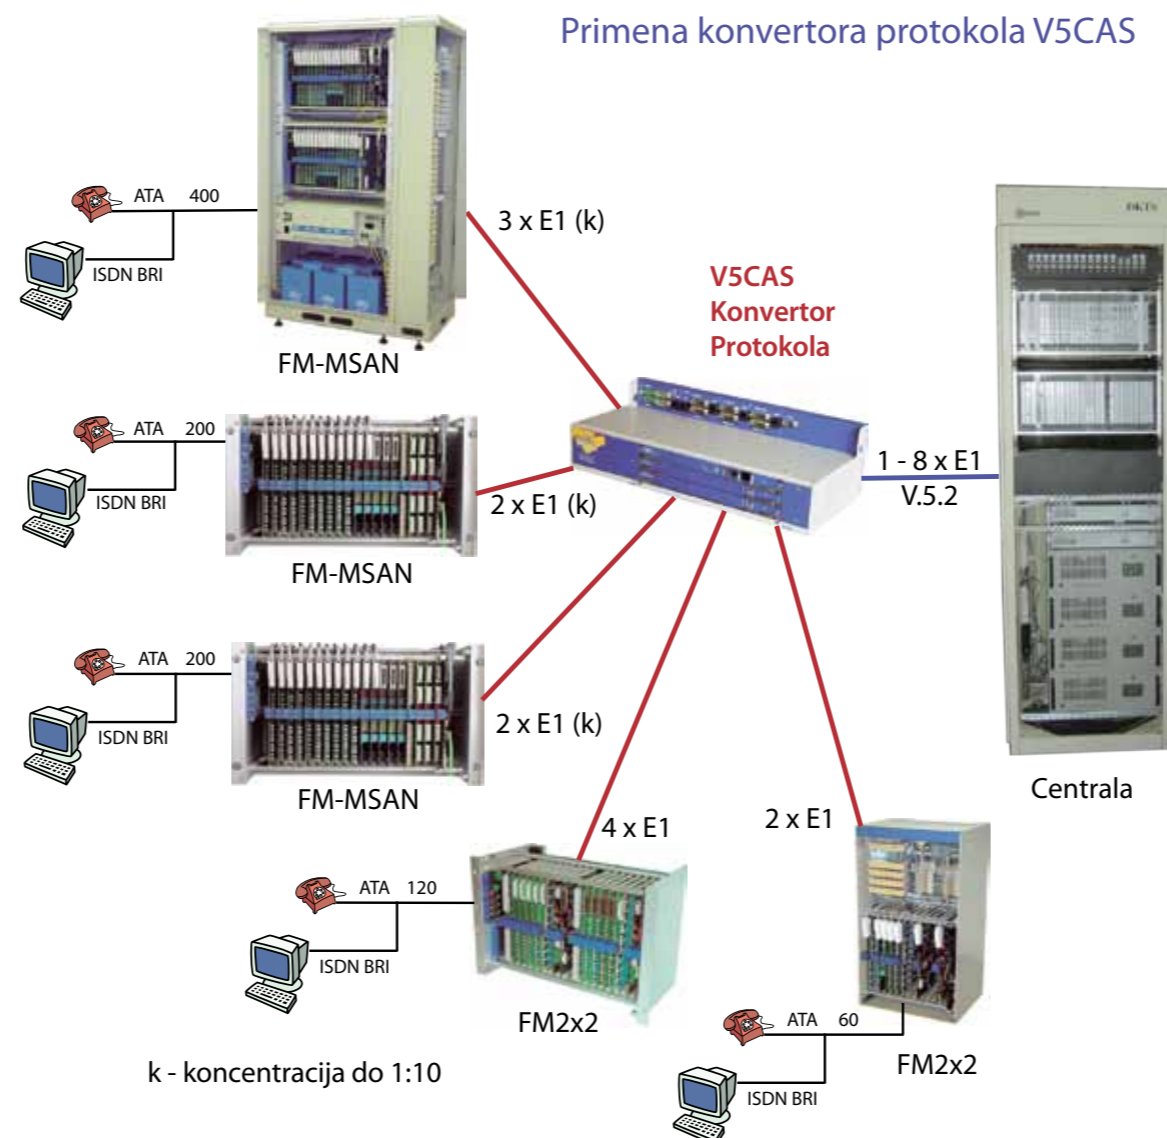 Primena konvertora protokola V5CAS
ATA 400
ISDN BRI
FM-MSAN
3 x E1 (k)
V5CAS
Konvertor
Protokola
ATA 200
ISDN BRI
FM-MSAN
2 x E1 (k)
1 - 8 x E1
V.5.2
ATA 200
ISDN BRI
FM-MSAN
2 x E1 (k)
Centrala
4 x E1
2 x E1
ATA 120
ISDN BRI
FM2x2
ATA 60
ISDN BRI
FM2x2
k - koncentracija do 1:10